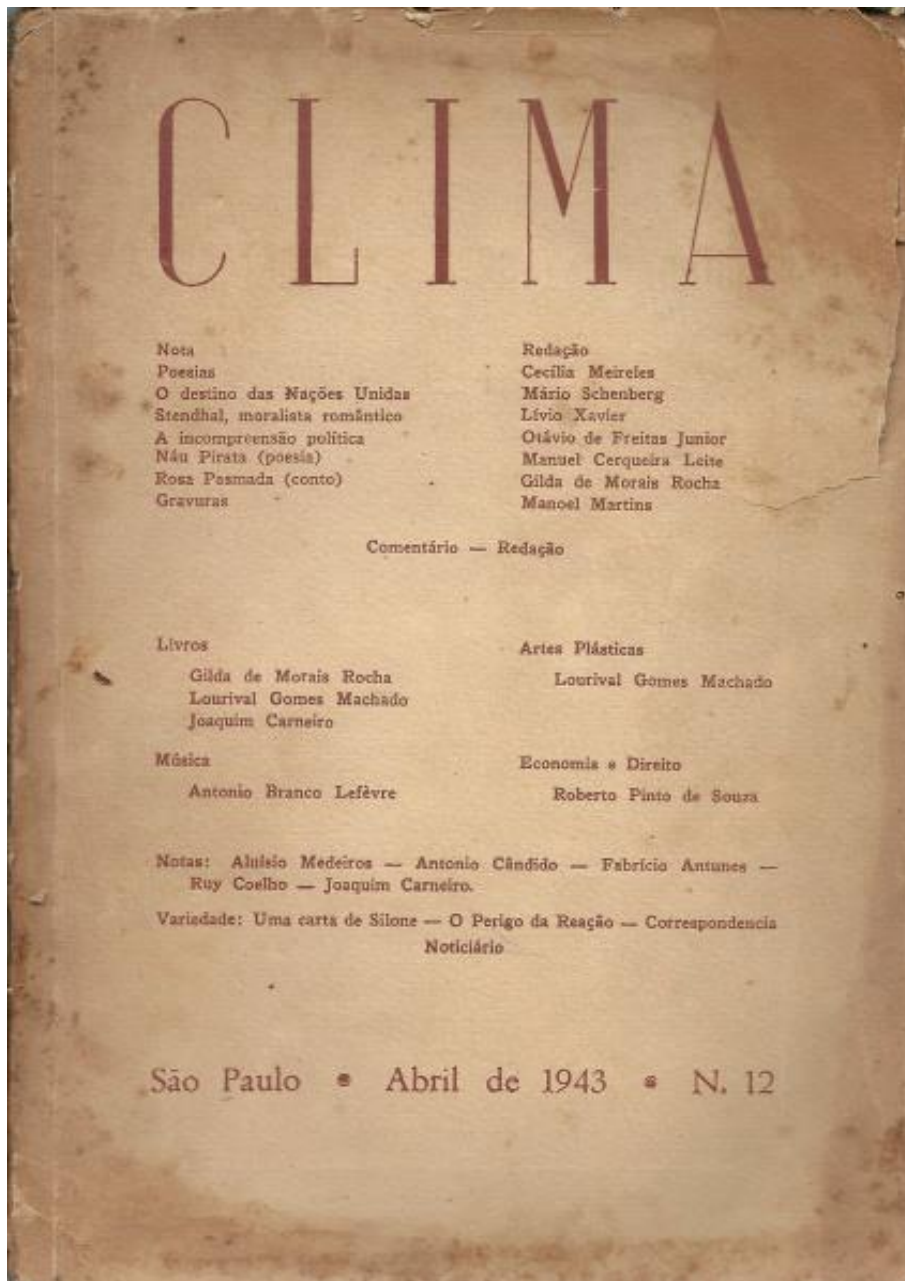 CLIMA
Nota Redação
Poesias Cecília Meireles
O destino das Nações Unidas Mário Schenberg
Stendhal, moralista romântico Lívio Xavier
A incompreensão política Otávio de Freitas Junior
Náu Pirata (poesia) Manuel Cerqueira Leite
Rosa Pasmada (conto) Gilda de Morais Rocha
Gravuras Manoel Martins
Comentário — Redação
Livros
Gilda de Morais Rocha
Lourival Gomes Machado
Joaquim Carneiro
Artes Plásticas
Lourival Gomes Machado
Música
Antonio Branco Lefèvre
Economia e Direito
Roberto Pinto de Souza
Notas: Aluísio Medeiros — Antonio Cândido — Fabrício Antunes —
Ruy Coelho — Joaquim Carneiro.
Variedade: Uma carta de Silone — O Perigo da Reação — Correspondencia
Noticiário
São Paulo • Abril de 1943 • N. 12